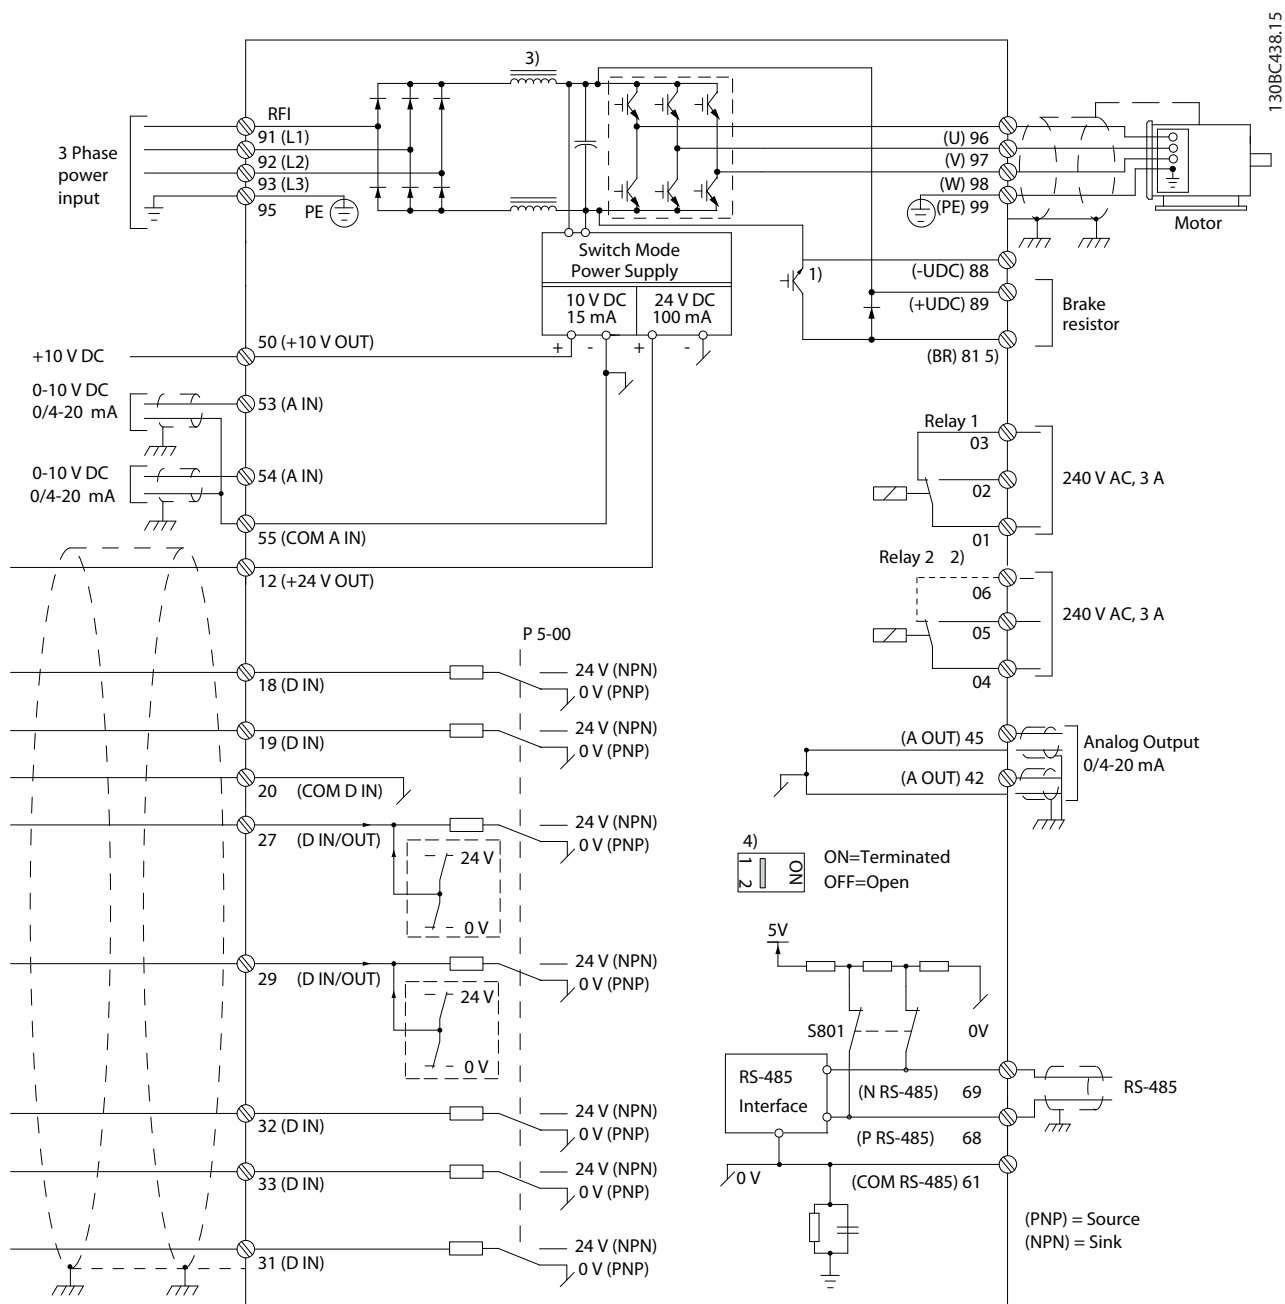 130BC438.15
3)
RFI
91 (L1)
92 (L2)
93 (L3)
95
PE
3 Phase
power
input
(U) 96
(V) 97
(W) 98
(PE) 99
Motor
Switch Mode
Power Supply
10 V DC
15 mA
24 V DC
100 mA
+
-
+
-
1)
(-UDC) 88
(+UDC) 89
(BR) 81 5)
Brake
resistor
+10 V DC
50 (+10 V OUT)
0-10 V DC
0/4-20 mA
53 (A IN)
0-10 V DC
0/4-20 mA
54 (A IN)
55 (COM A IN)
12 (+24 V OUT)
Relay 1
03
02
01
240 V AC, 3 A
Relay 2 2)
06
05
04
240 V AC, 3 A
P 5-00
18 (D IN)
24 V (NPN)
0 V (PNP)
19 (D IN)
24 V (NPN)
0 V (PNP)
20 (COM D IN)
27 (D IN/OUT)
24 V (NPN)
0 V (PNP)
24 V
0 V
29 (D IN/OUT)
24 V (NPN)
0 V (PNP)
24 V
0 V
32 (D IN)
24 V (NPN)
0 V (PNP)
33 (D IN)
24 V (NPN)
0 V (PNP)
31 (D IN)
24 V (NPN)
0 V (PNP)
(A OUT) 45
(A OUT) 42
Analog Output
0/4-20 mA
4)
1 2
ON
ON=Terminated
OFF=Open
5V
S801
0V
RS-485
Interface
(N RS-485) 69
(P RS-485) 68
RS-485
0 V
(COM RS-485) 61
(PNP) = Source
(NPN) = Sink